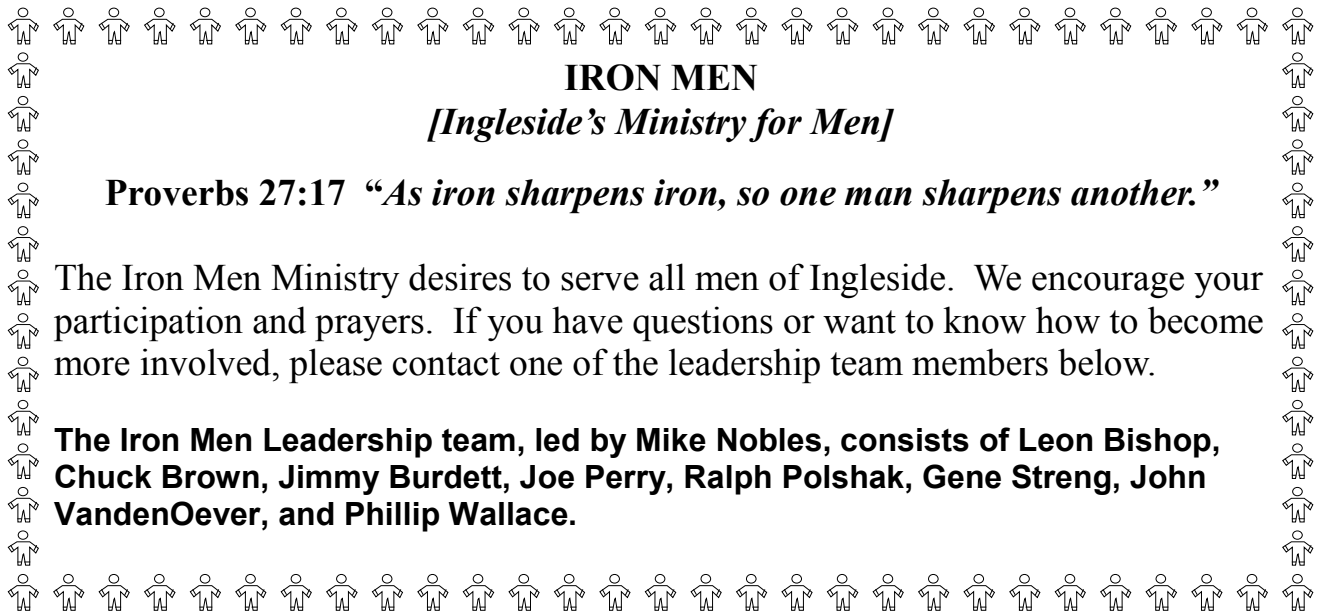 IRON MEN
[Ingleside’s Ministry for Men]
Proverbs 27:17  “As iron sharpens iron, so one man sharpens another.”
The Iron Men Ministry desires to serve all men of Ingleside.  We encourage your
participation and prayers.  If you have questions or want to know how to become
more involved, please contact one of the leadership team members below.
The Iron Men Leadership team, led by Mike Nobles, consists of Leon Bishop,
Chuck Brown, Jimmy Burdett, Joe Perry, Ralph Polshak, Gene Streng, John
VandenOever, and Phillip Wallace.